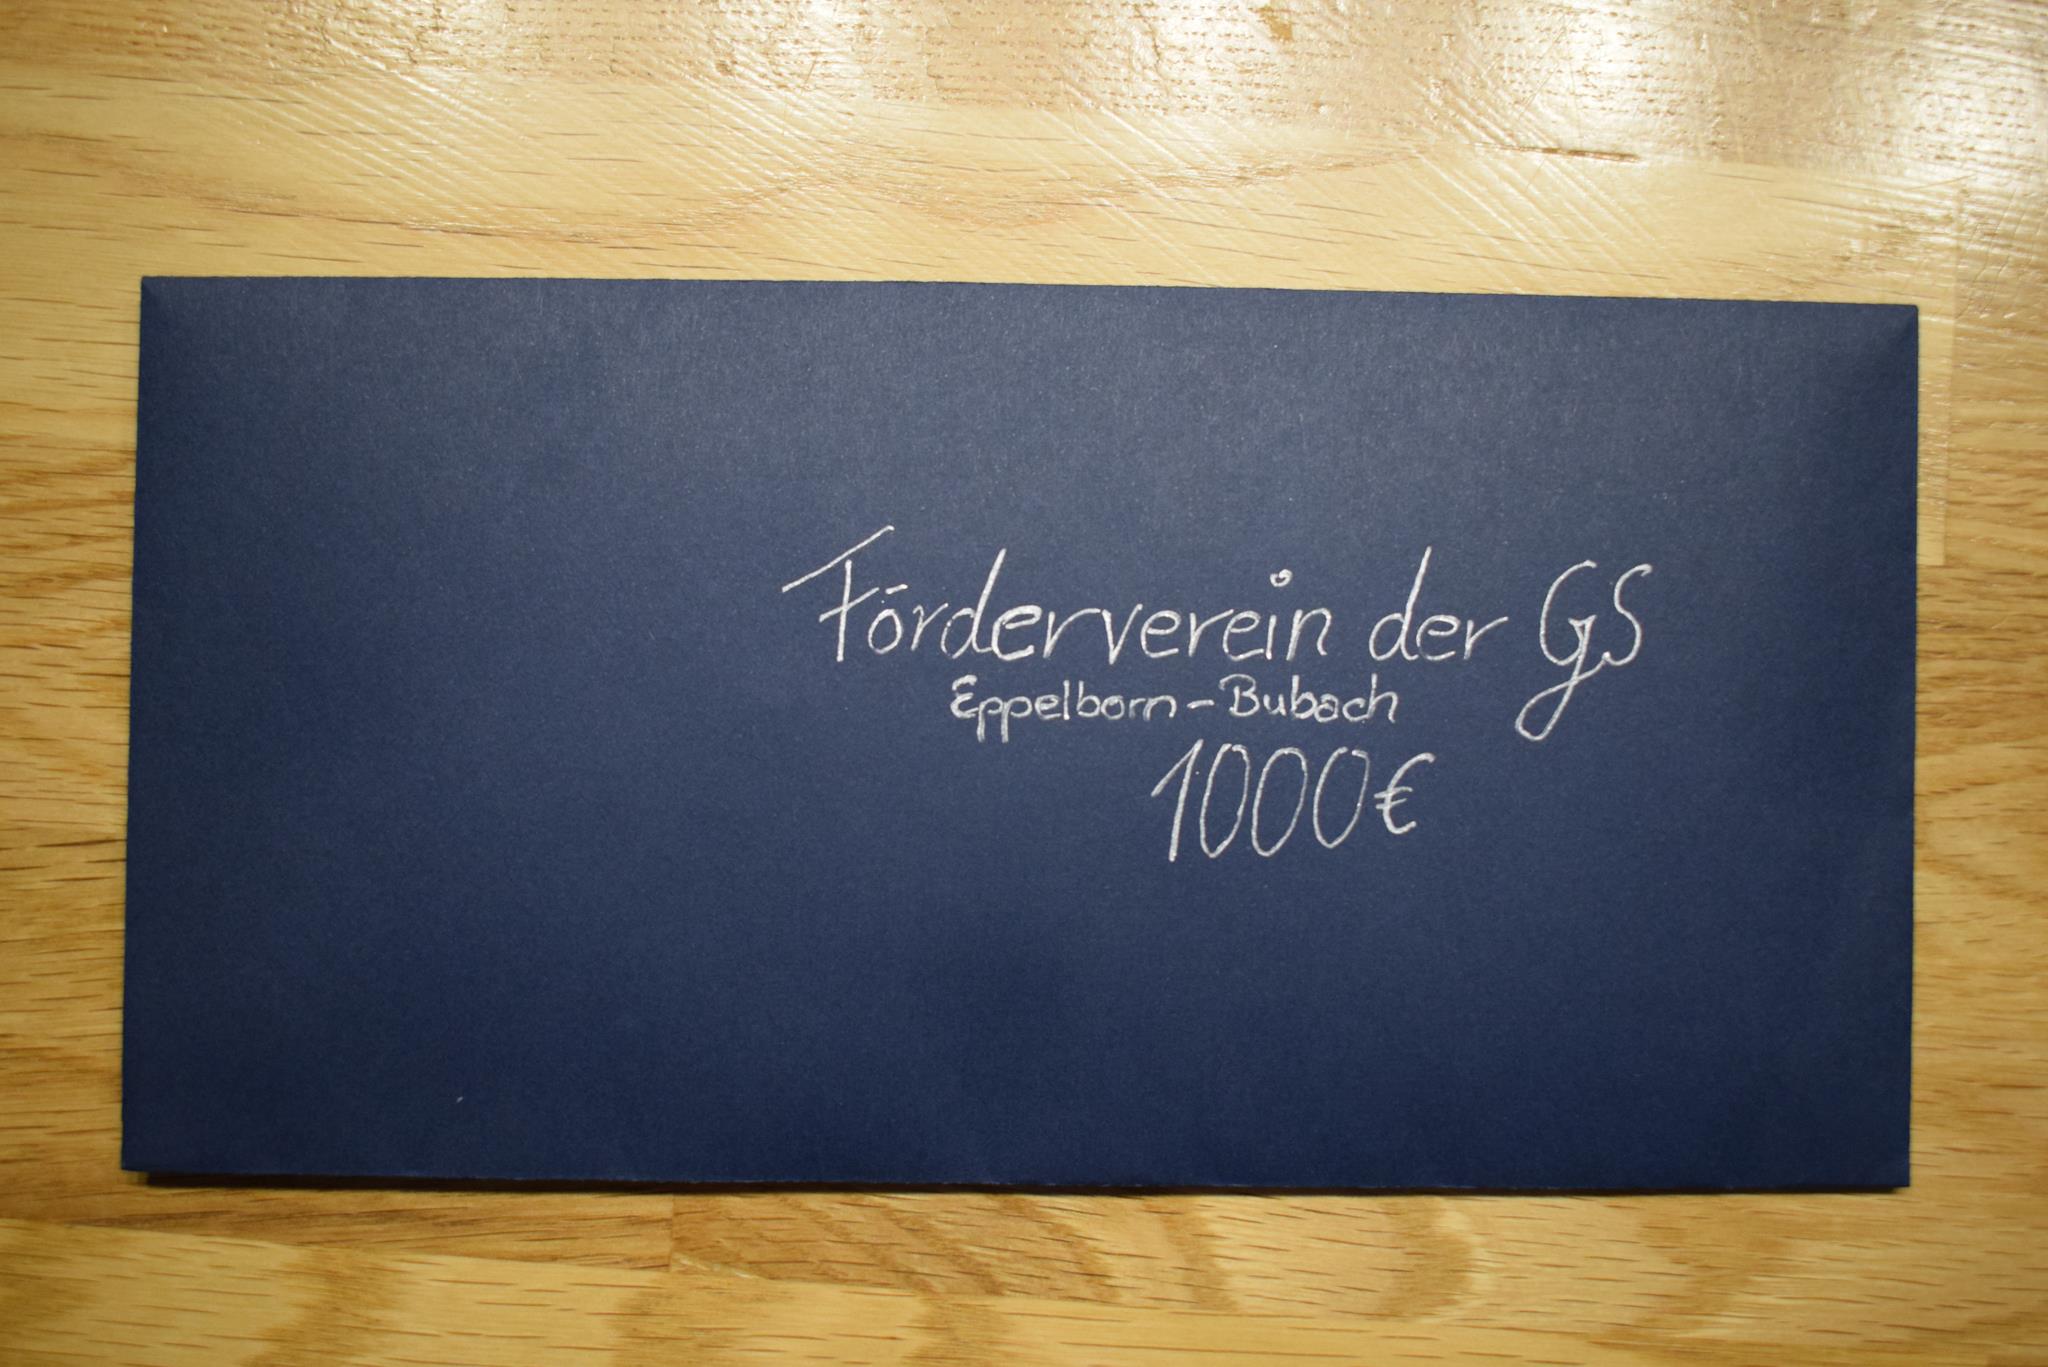 Förderverein der GS
Eppelborn-Bubach
1000€